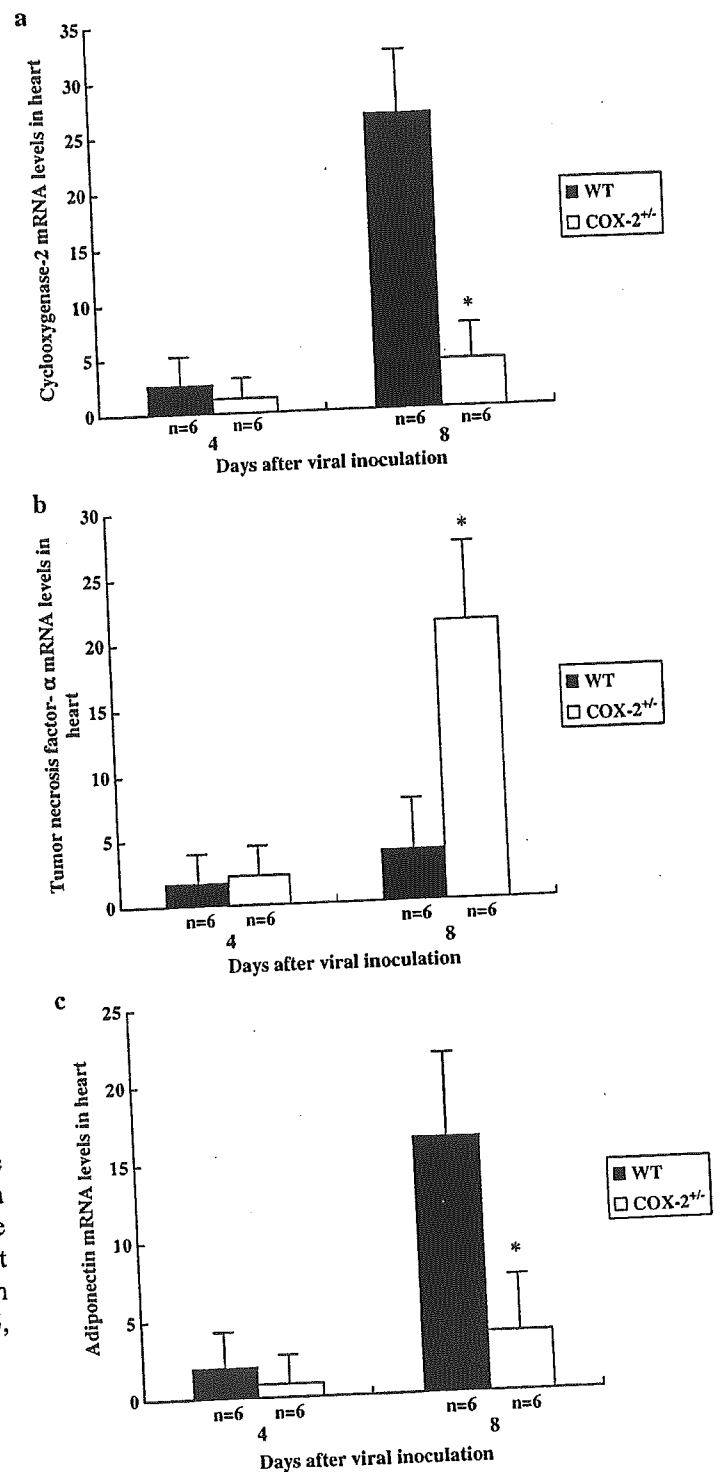 a
Cyclooxygenase-2 mRNA levels in heart
35
30
25
20
15
10
5
0
WT
COX-2+/-
*
n=6 n=6 n=6 n=6
4 8
Days after viral inoculation
b
Tumor necrosis factor- α mRNA levels in
heart
30
25
20
15
10
5
0
WT
COX-2+/-
*
n=6 n=6 n=6 n=6
4 8
Days after viral inoculation
c
Adiponectin mRNA levels in heart
25
20
15
10
5
0
WT
COX-2+/-
*
n=6 n=6 n=6 n=6
4 8
Days after viral inoculation